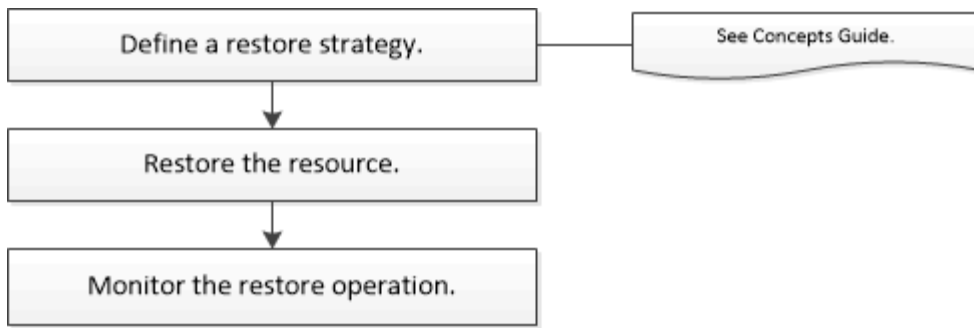 Define a restore strategy.
See Concepts Guide.
Restore the resource.
Monitor the restore operation.